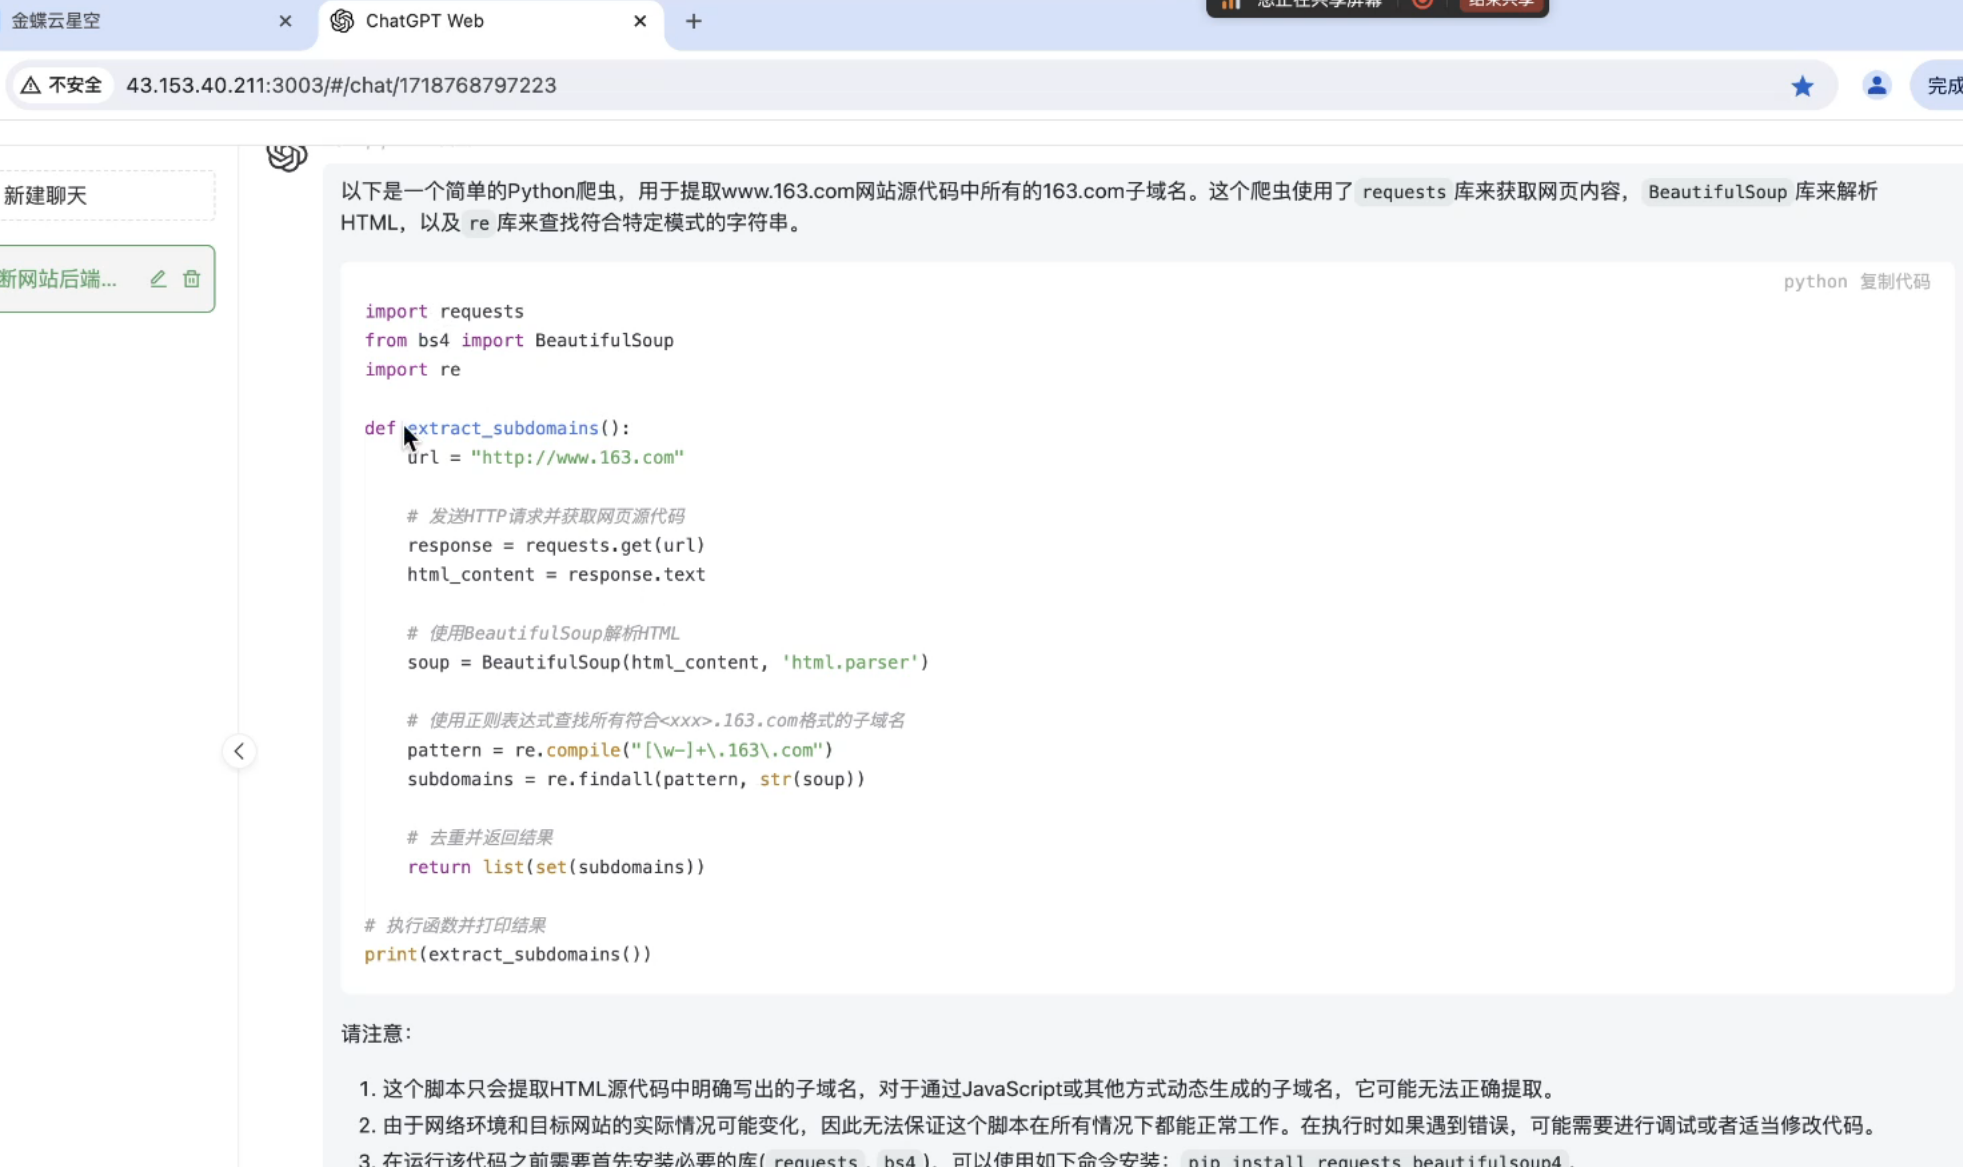 金蝶云星空
ChatGPT Web
您正在共享屏幕
结束共享
不安全 43.153.40.211:3003/#/chat/1718768797223
完成
新建聊天
断网站后端...
以下是一个简单的Python爬虫，用于提取www.163.com网站源代码中所有的163.com子域名。这个爬虫使用了 requests 库来获取网页内容， BeautifulSoup 库来解析
HTML，以及 re 库来查找符合特定模式的字符串。
python 复制代码
import requests
from bs4 import BeautifulSoup
import re
def extract_subdomains():
    url = "http://www.163.com"
    # 发送HTTP请求并获取网页源代码
    response = requests.get(url)
    html_content = response.text
    # 使用BeautifulSoup解析HTML
    soup = BeautifulSoup(html_content, 'html.parser')
    # 使用正则表达式查找所有符合<xxx>.163.com格式的子域名
    pattern = re.compile("[\w-]+\.163\.com")
    subdomains = re.findall(pattern, str(soup))
    # 去重并返回结果
    return list(set(subdomains))
# 执行函数并打印结果
print(extract_subdomains())
请注意：
1. 这个脚本只会提取HTML源代码中明确写出的子域名，对于通过JavaScript或其他方式动态生成的子域名，它可能无法正确提取。
2. 由于网络环境和目标网站的实际情况可能变化，因此无法保证这个脚本在所有情况下都能正常工作。在执行时如果遇到错误，可能需要进行调试或者适当修改代码。
3. 在运行该代码之前需要首先安装必要的库( requests 、 bs4 )，可以使用如下命令安装： pip install requests beautifulsoup4 。